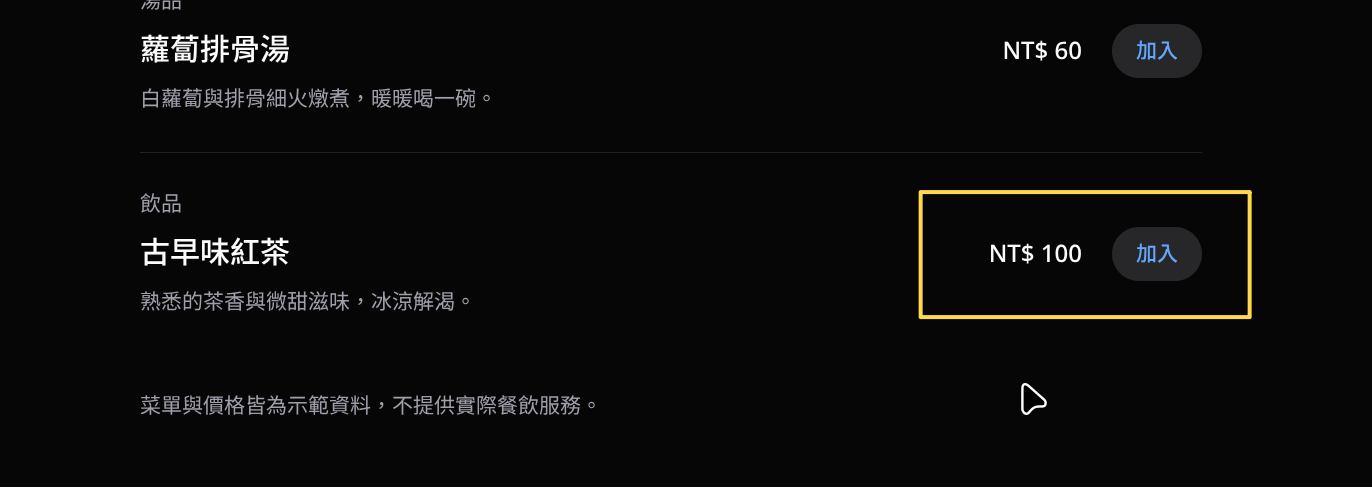 湯品
蘿蔔排骨湯
NT$ 60 加入
白蘿蔔與排骨細火燉煮，暖暖喝一碗。
飲品
古早味紅茶
NT$ 100 加入
熟悉的茶香與微甜滋味，冰涼解渴。
菜單與價格皆為示範資料，不提供實際餐飲服務。